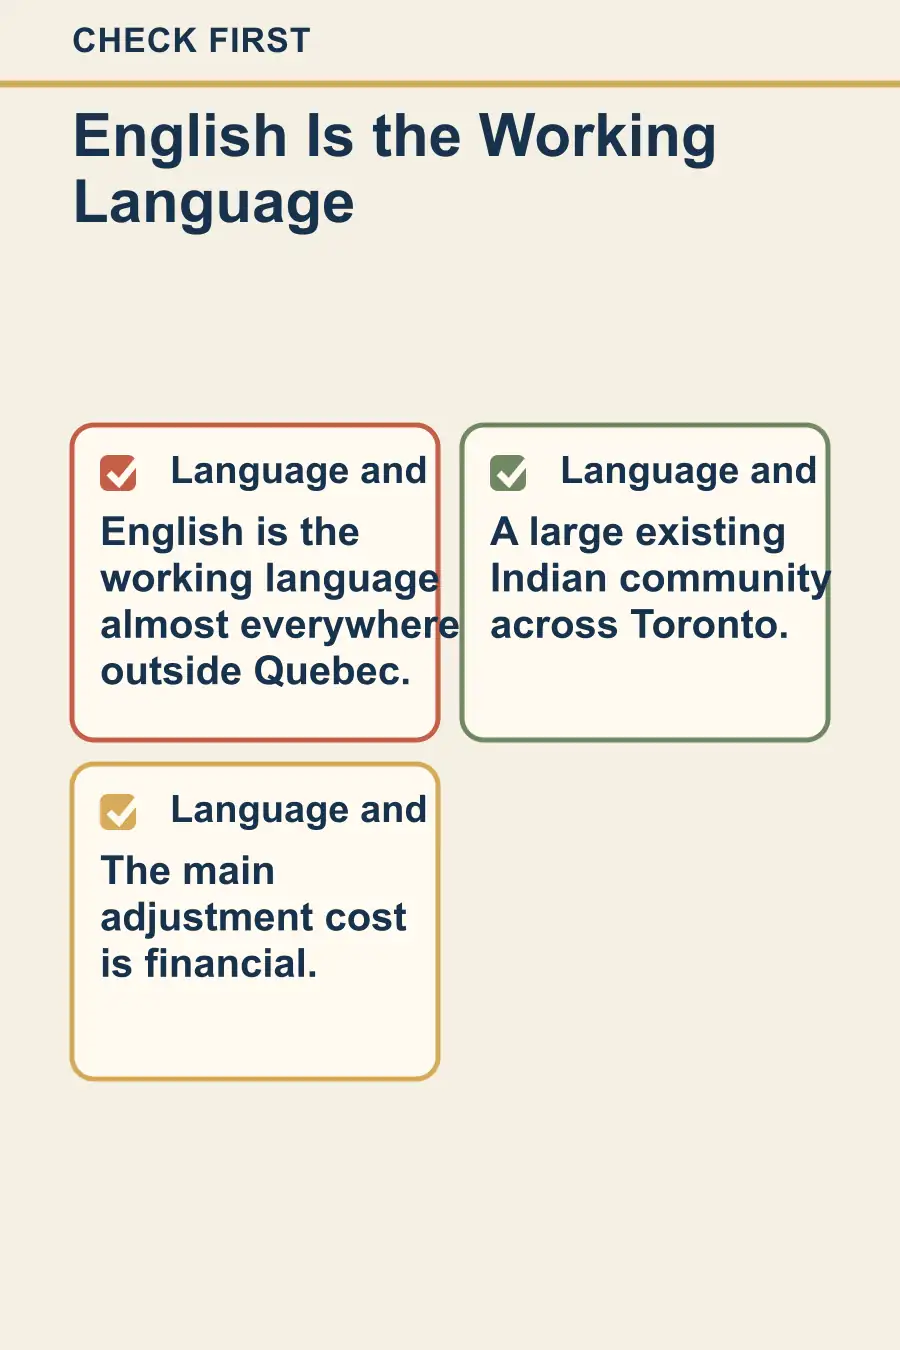 CHECK FIRST
English Is the Working
Language
Language and
English is the
working language
almost everywhere
outside Quebec.
Language and
A large existing
Indian community
across Toronto.
Language and
The main
adjustment cost
is financial.